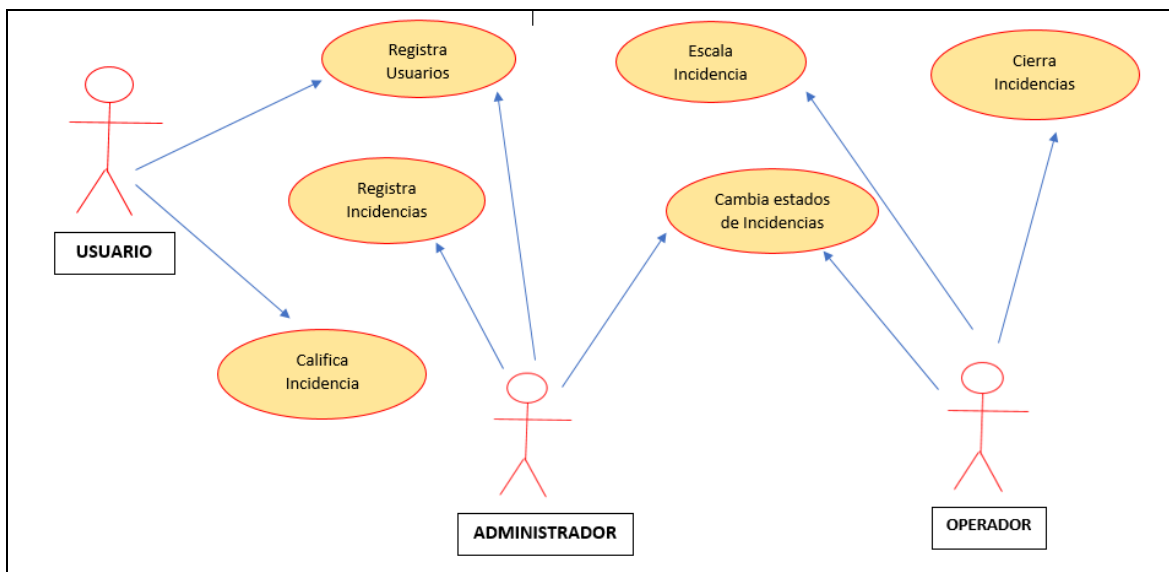 Registra
Usuarios
Escala
Incidencia
Cierra
Incidencias
Registra
Incidencias
Cambia estados
de Incidencias
USUARIO
Califica
Incidencia
ADMINISTRADOR
OPERADOR